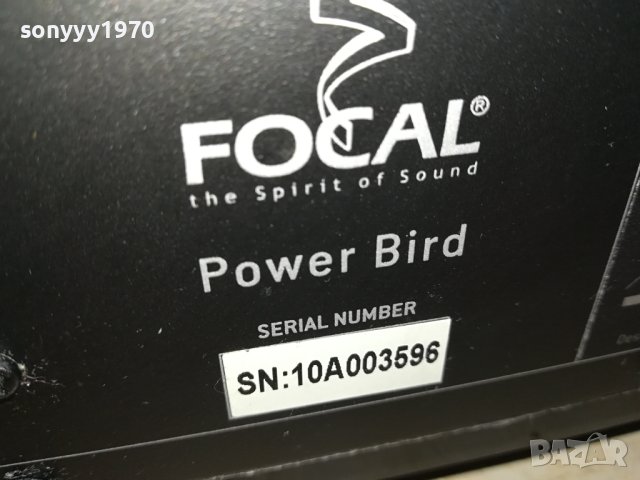 sonyyy1970
FOCAL®
the Spirit of Sound
Power Bird
SERIAL NUMBER
SN:10A003596
BAZAR